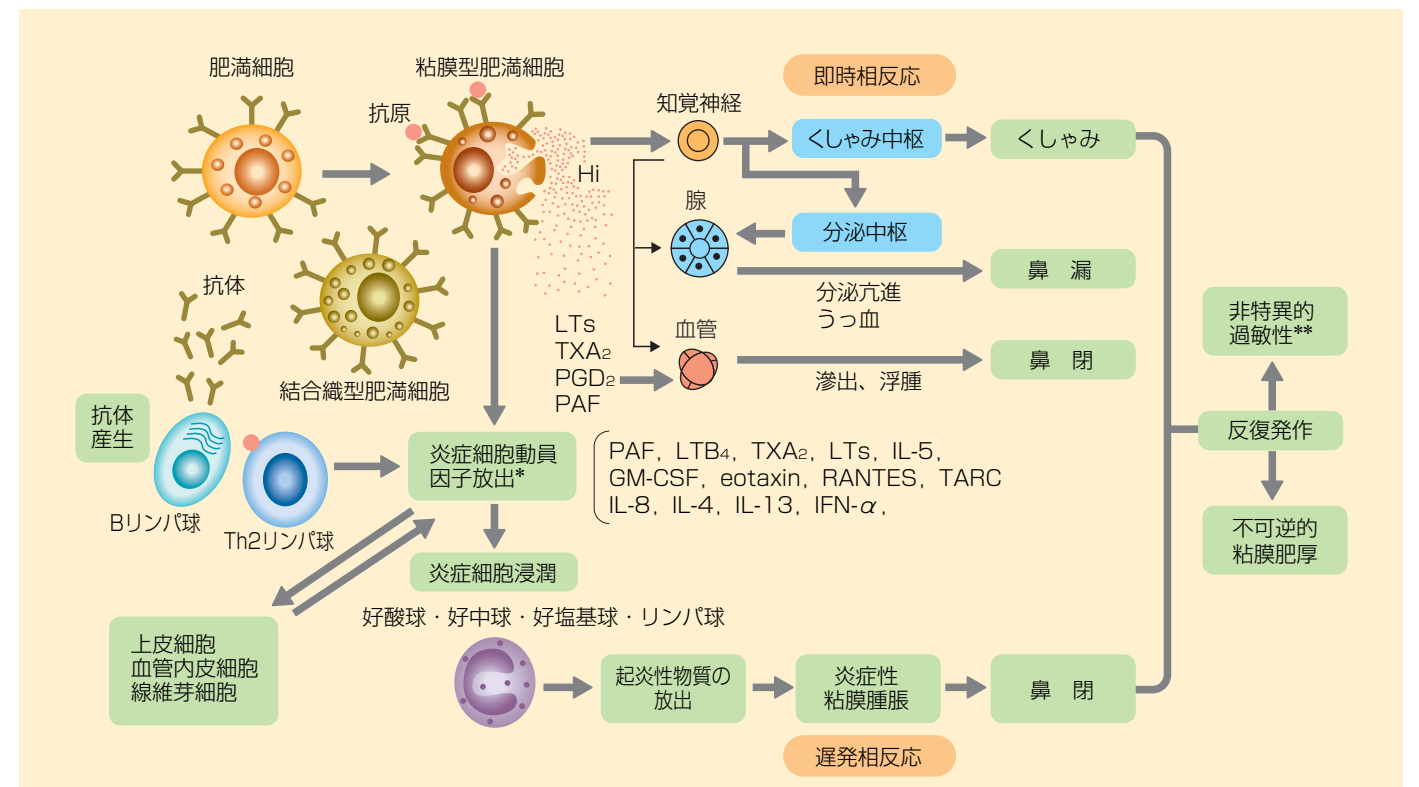 肥満細胞
粘膜型肥満細胞
抗原
Hi
知覚神経
即時相反応
くしゃみ中枢
くしゃみ
腺
分泌中枢
鼻 漏
分泌亢進
うっ血
抗体
結合織型肥満細胞
LTs
TXA₂
PGD₂
PAF
血管
鼻 閉
滲出、浮腫
非特異的
過敏性**
反復発作
不可逆的
粘膜肥厚
抗体
産生
Bリンパ球
Th2リンパ球
炎症細胞動員
因子放出*
PAF, LTB₄, TXA₂, LTs, IL-5,
GM-CSF, eotaxin, RANTES, TARC
IL-8, IL-4, IL-13, IFN-α,
炎症細胞浸潤
好酸球・好中球・好塩基球・リンパ球
上皮細胞
血管内皮細胞
線維芽細胞
起炎性物質の
放出
炎症性
粘膜腫脹
鼻 閉
遅発相反応